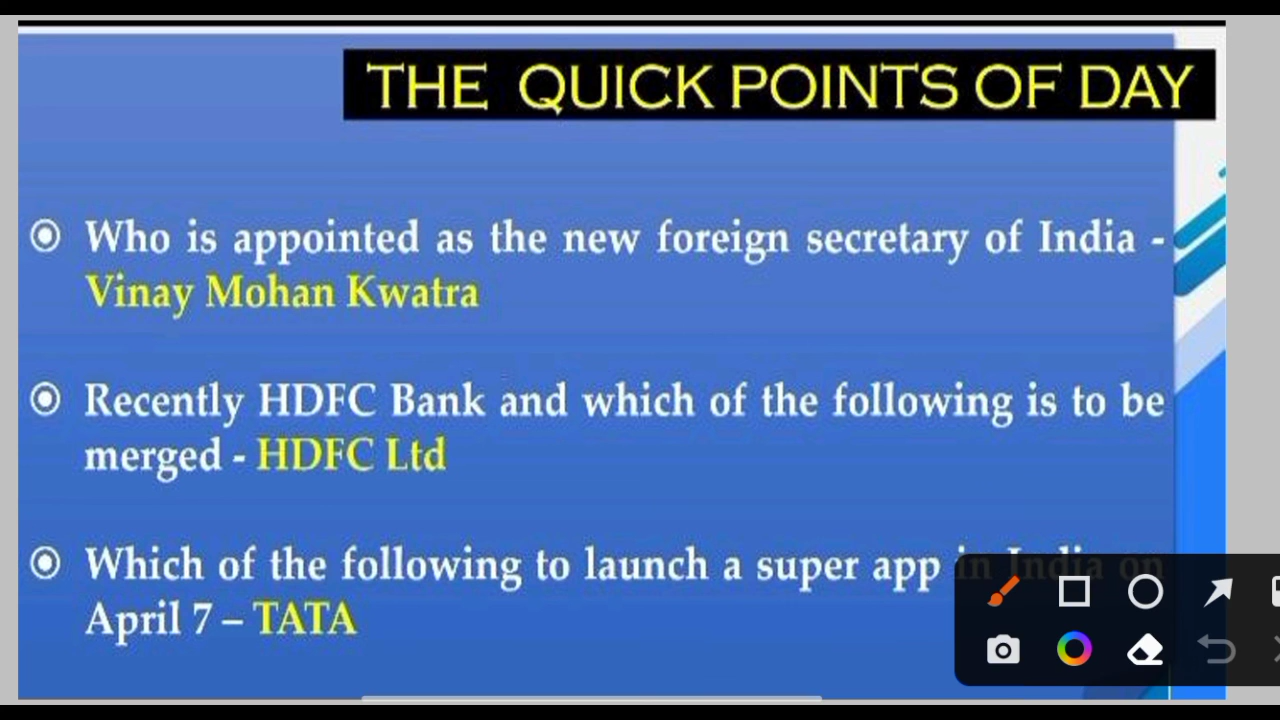 THE QUICK POINTS OF DAY
Who is appointed as the new foreign secretary of India -
Vinay Mohan Kwatra
Recently HDFC Bank and which of the following is to be
merged - HDFC Ltd
Which of the following to launch a super app in India on
April 7 – TATA